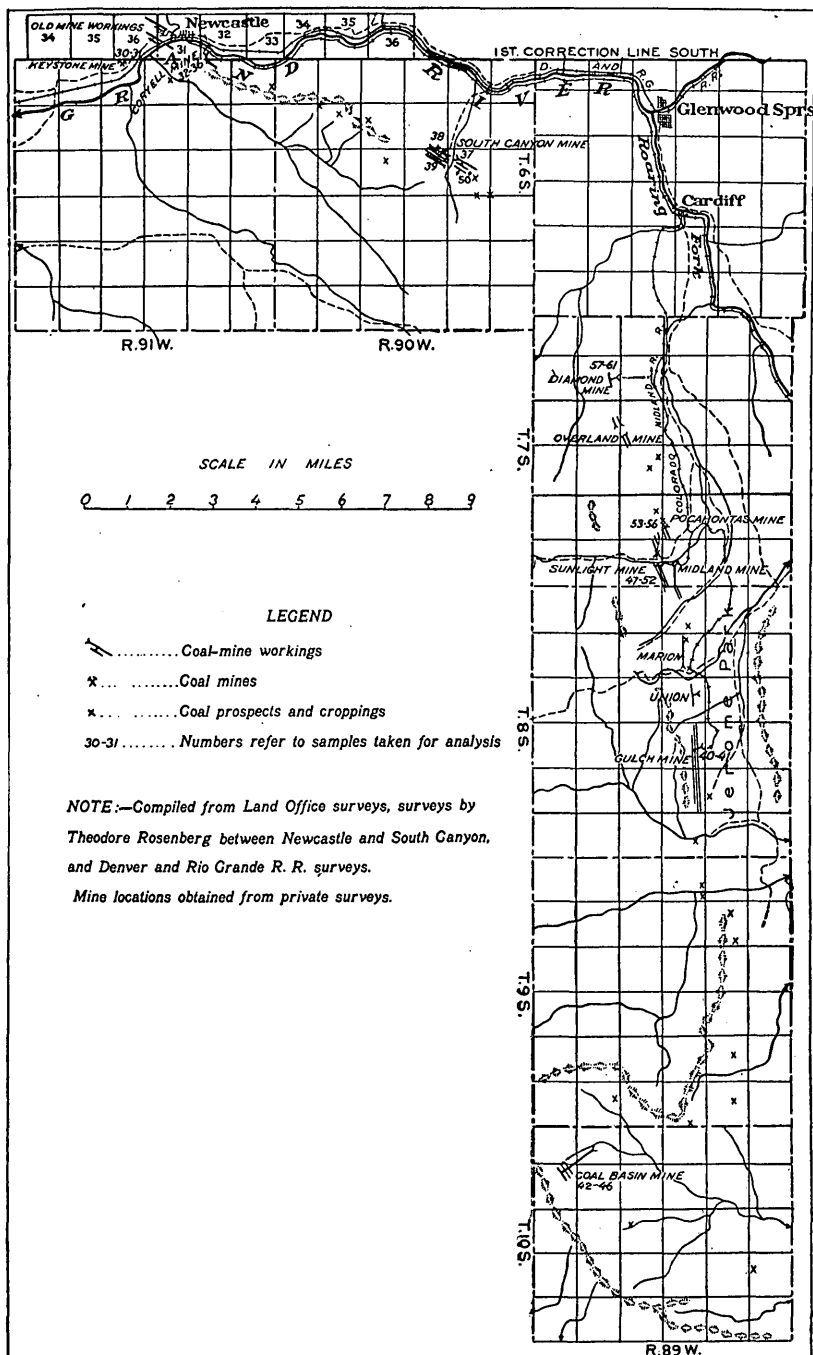 OLD MINE WORKINGS
Newcastle
34 35 36 31 32 33 34 35 36
30-31
KEYSTONE MINE
CORYELL MINE
1ST. CORRECTION LINE SOUTH
GRAND RIVER
D. AND R. G. R. R.
Glenwood Sprs
38
SOUTH CANYON MINE
39 37
50
T.6S.
Roaring Fork
Cardiff
R.91W. R.90W.
57-61
DIAMOND MINE
COLORADO MIDLAND R. R.
OVERLAND MINE
T.7S.
SCALE IN MILES
0 1 2 3 4 5 6 7 8 9
53-56
POCAHONTAS MINE
SUNLIGHT MINE
MIDLAND MINE
47-52
LEGEND
Coal-mine workings
Coal mines
Coal prospects and croppings
30-31 Numbers refer to samples taken for analysis
MARION
UNION
Jerome Park
T.8S.
GULCH MINE
40-41
NOTE:—Compiled from Land Office surveys, surveys by
Theodore Rosenberg between Newcastle and South Canyon,
and Denver and Rio Grande R. R. surveys.
Mine locations obtained from private surveys.
T.9S.
COAL BASIN MINE
42-46
T.10S.
R.89W.